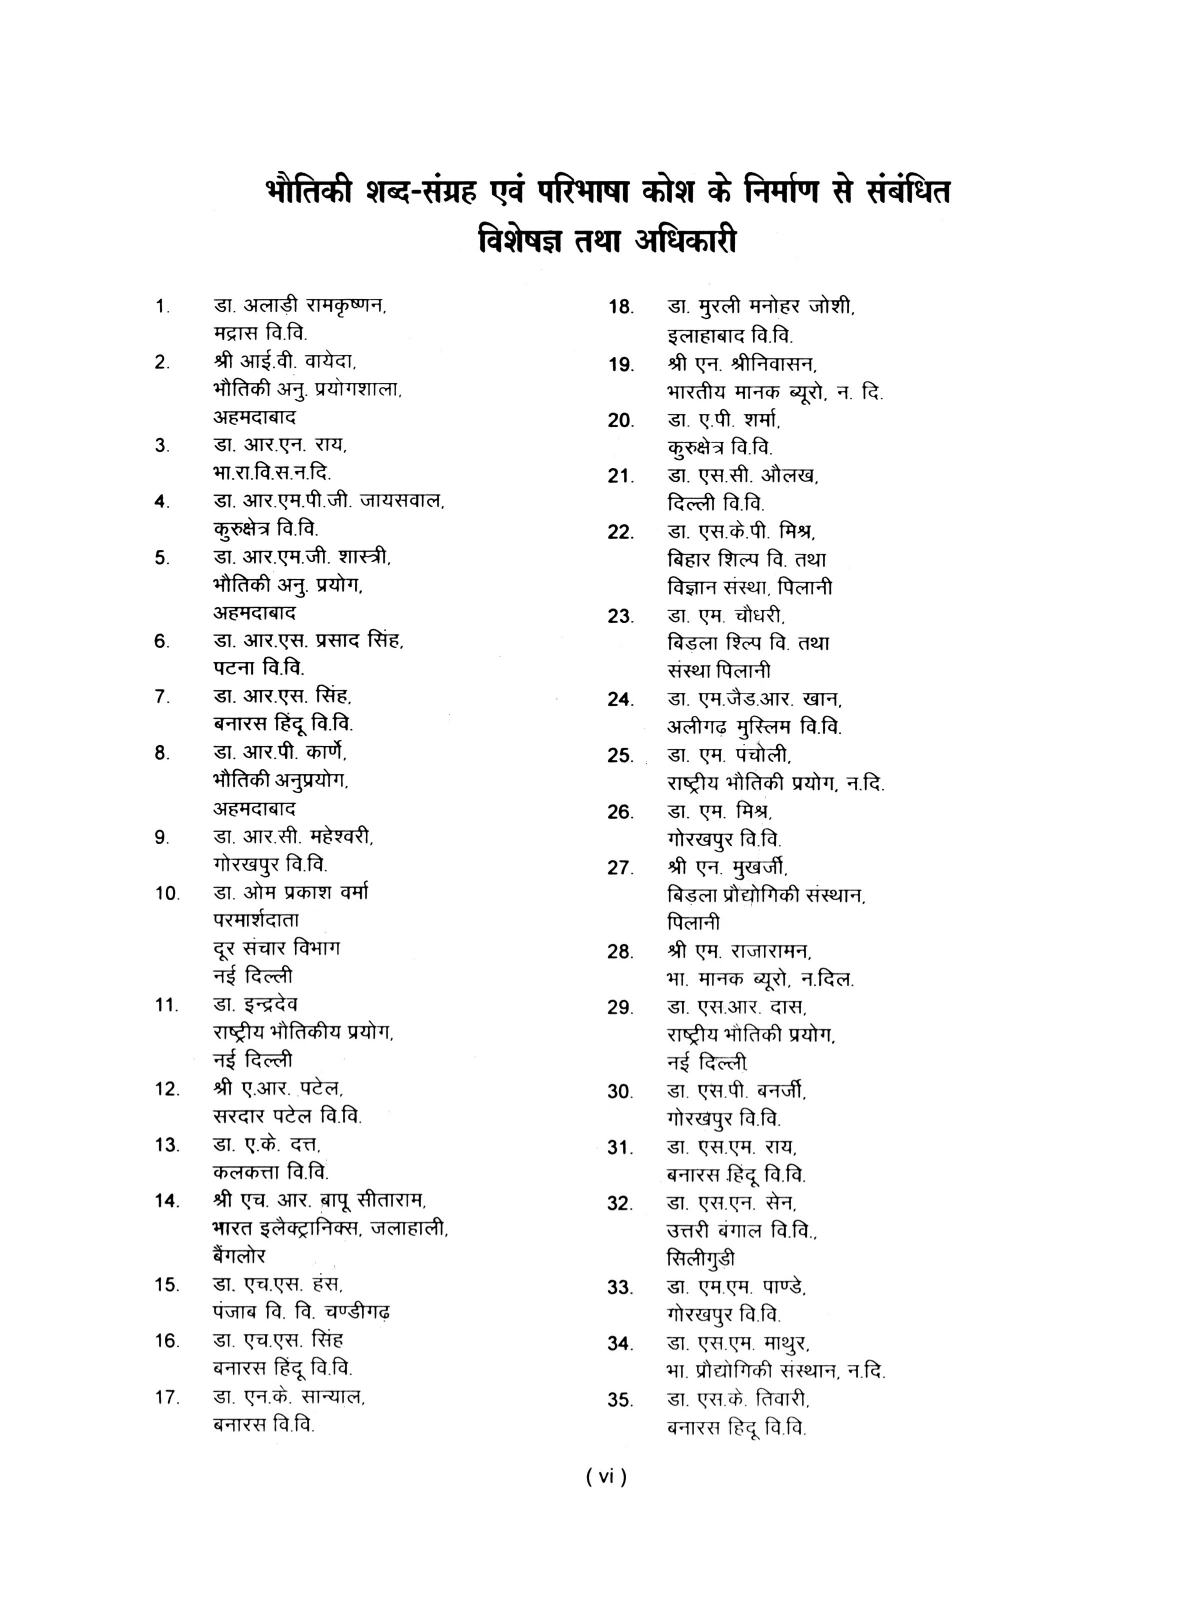 भौतिकी शब्द-संग्रह एवं परिभाषा कोश के निर्माण से संबंधित
विशेषज्ञ तथा अधिकारी
1. डा. अलाड़ी रामकृष्णन,
मद्रास वि.वि.
2. श्री आई.वी. वायेदा,
भौतिकी अनु. प्रयोगशाला,
अहमदाबाद
3. डा. आर.एन. राय,
भा.रा.वि.स.न.दि.
4. डा. आर.एम.पी.जी. जायसवाल,
कुरुक्षेत्र वि.वि.
5. डा. आर.एम.जी. शास्त्री,
भौतिकी अनु. प्रयोग,
अहमदाबाद
6. डा. आर.एस. प्रसाद सिंह,
पटना वि.वि.
7. डा. आर.एस. सिंह,
बनारस हिंदू वि.वि.
8. डा. आर.पी. कार्णे,
भौतिकी अनुप्रयोग,
अहमदाबाद
9. डा. आर.सी. महेश्वरी,
गोरखपुर वि.वि.
10. डा. ओम प्रकाश वर्मा
परमार्शदाता
दूर संचार विभाग
नई दिल्ली
11. डा. इन्द्रदेव
राष्ट्रीय भौतिकीय प्रयोग,
नई दिल्ली
12. श्री ए.आर. पटेल,
सरदार पटेल वि.वि.
13. डा. ए.के. दत्त,
कलकत्ता वि.वि.
14. श्री एच. आर. बापू सीताराम,
भारत इलैक्ट्रानिक्स, जलाहाली,
बैंगलोर
15. डा. एच.एस. हंस,
पंजाब वि. वि. चण्डीगढ़
16. डा. एच.एस. सिंह
बनारस हिंदू वि.वि.
17. डा. एन.के. सान्याल,
बनारस वि.वि.
18. डा. मुरली मनोहर जोशी,
इलाहाबाद वि.वि.
19. श्री एन. श्रीनिवासन,
भारतीय मानक ब्यूरो, न. दि.
20. डा. ए.पी. शर्मा,
कुरुक्षेत्र वि.वि.
21. डा. एस.सी. औलख,
दिल्ली वि.वि.
22. डा. एस.के.पी. मिश्र,
बिहार शिल्प वि. तथा
विज्ञान संस्था, पिलानी
23. डा. एम. चौधरी,
बिडला श्लिप वि. तथा
संस्था पिलानी
24. डा. एम.जैड.आर. खान,
अलीगढ़ मुस्लिम वि.वि.
25. डा. एम. पंचोली,
राष्ट्रीय भौतिकी प्रयोग, न.दि.
26. डा. एम. मिश्र,
गोरखपुर वि.वि.
27. श्री एन. मुखर्जी,
बिड़ला प्रौद्योगिकी संस्थान,
पिलानी
28. श्री एम. राजारामन,
भा. मानक ब्यूरो, न.दिल.
29. डा. एस.आर. दास,
राष्ट्रीय भौतिकी प्रयोग,
नई दिल्ली
30. डा. एस.पी. बनर्जी,
गोरखपुर वि.वि.
31. डा. एस.एम. राय,
बनारस हिदू वि.वि.
32. डा. एस.एन. सेन,
उत्तरी बंगाल वि.वि.,
सिलीगुडी
33. डा. एम.एम. पाण्डे,
गोरखपुर वि.वि.
34. डा. एस.एम. माथुर,
भा. प्रौद्योगिकी संस्थान, न.दि.
35. डा. एस.के. तिवारी,
बनारस हिदू वि.वि.
( vi )